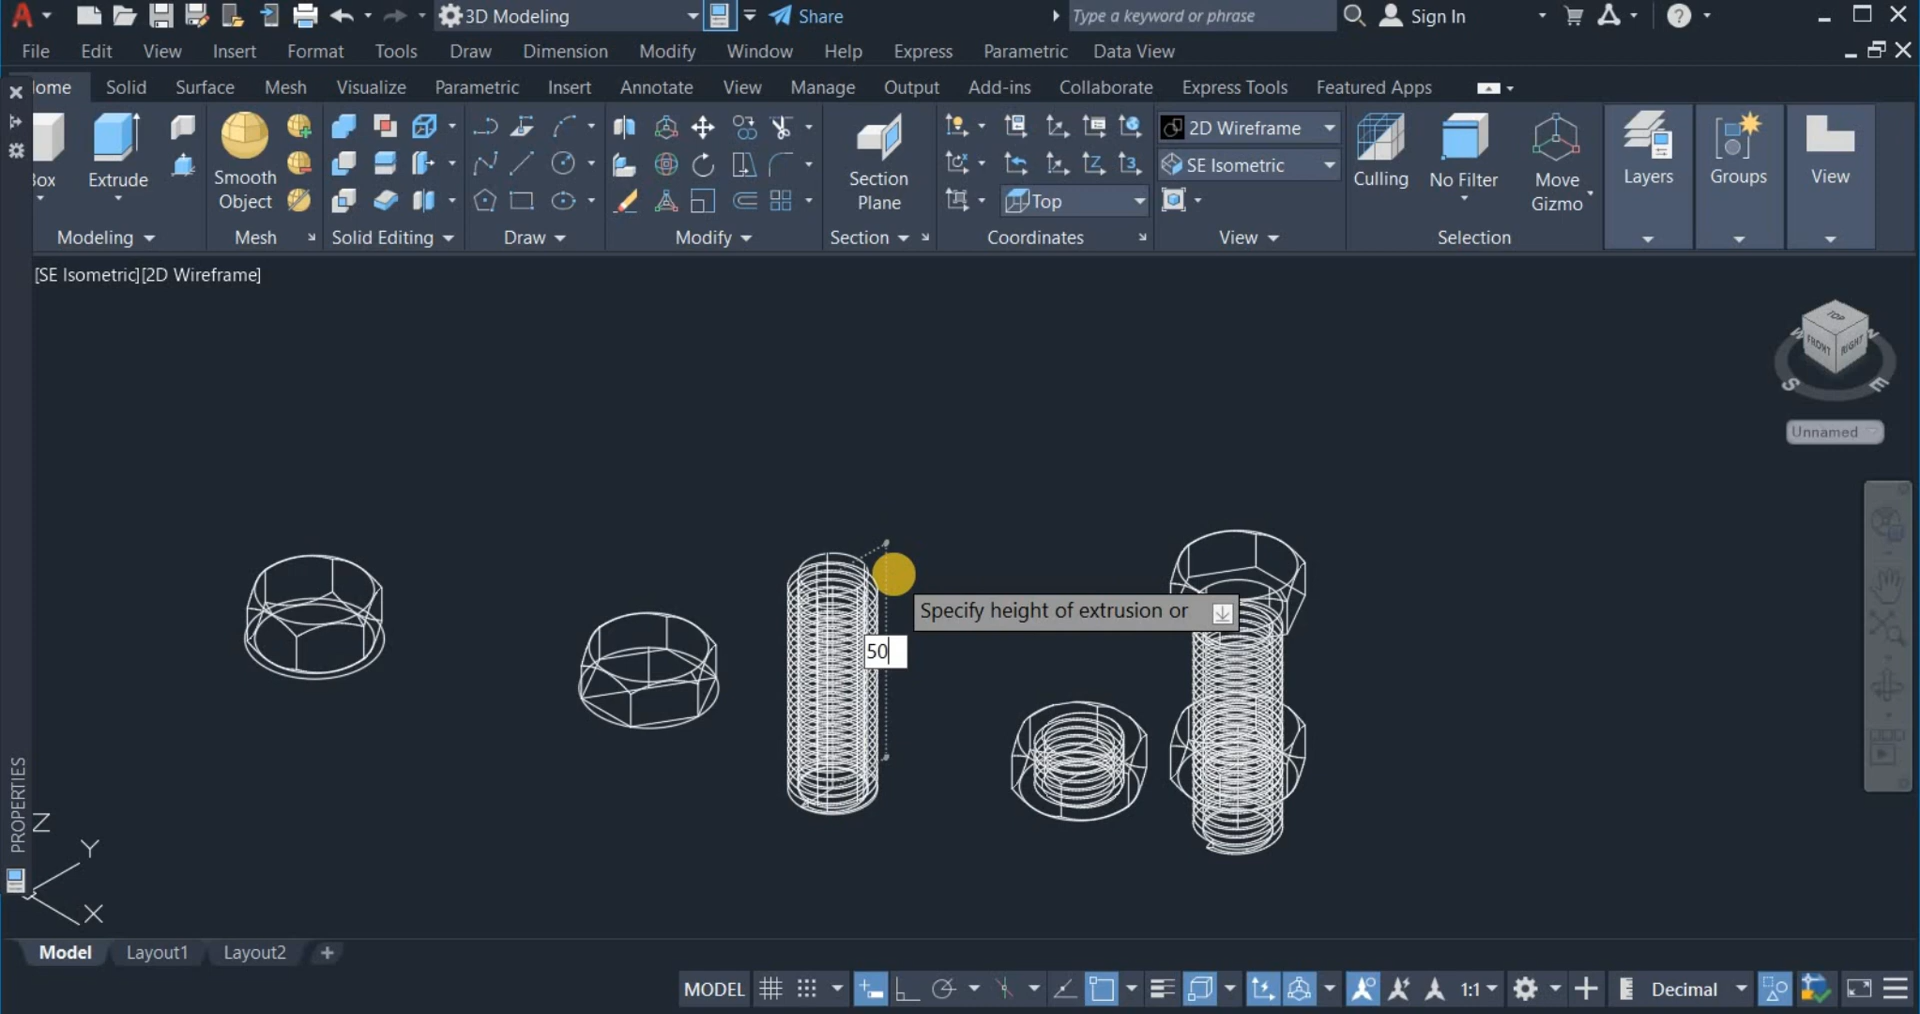 3D Modeling
Share
Type a keyword or phrase
Sign In
File Edit View Insert Format Tools Draw Dimension Modify Window Help Express Parametric Data View
ome Solid Surface Mesh Visualize Parametric Insert Annotate View Manage Output Add-ins Collaborate Express Tools Featured Apps
2D Wireframe
SE Isometric
Top
Box
Extrude
Smooth
Object
Section
Plane
Culling
No Filter
Move
Gizmo
Layers
Groups
View
Modeling
Mesh
Solid Editing
Draw
Modify
Section
Coordinates
View
Selection
[SE Isometric][2D Wireframe]
TOP
FRONT
RIGHT
W
N
S
E
Unnamed
Specify height of extrusion or
50
PROPERTIES
Z
Y
X
Model Layout1 Layout2 +
MODEL
1:1
Decimal